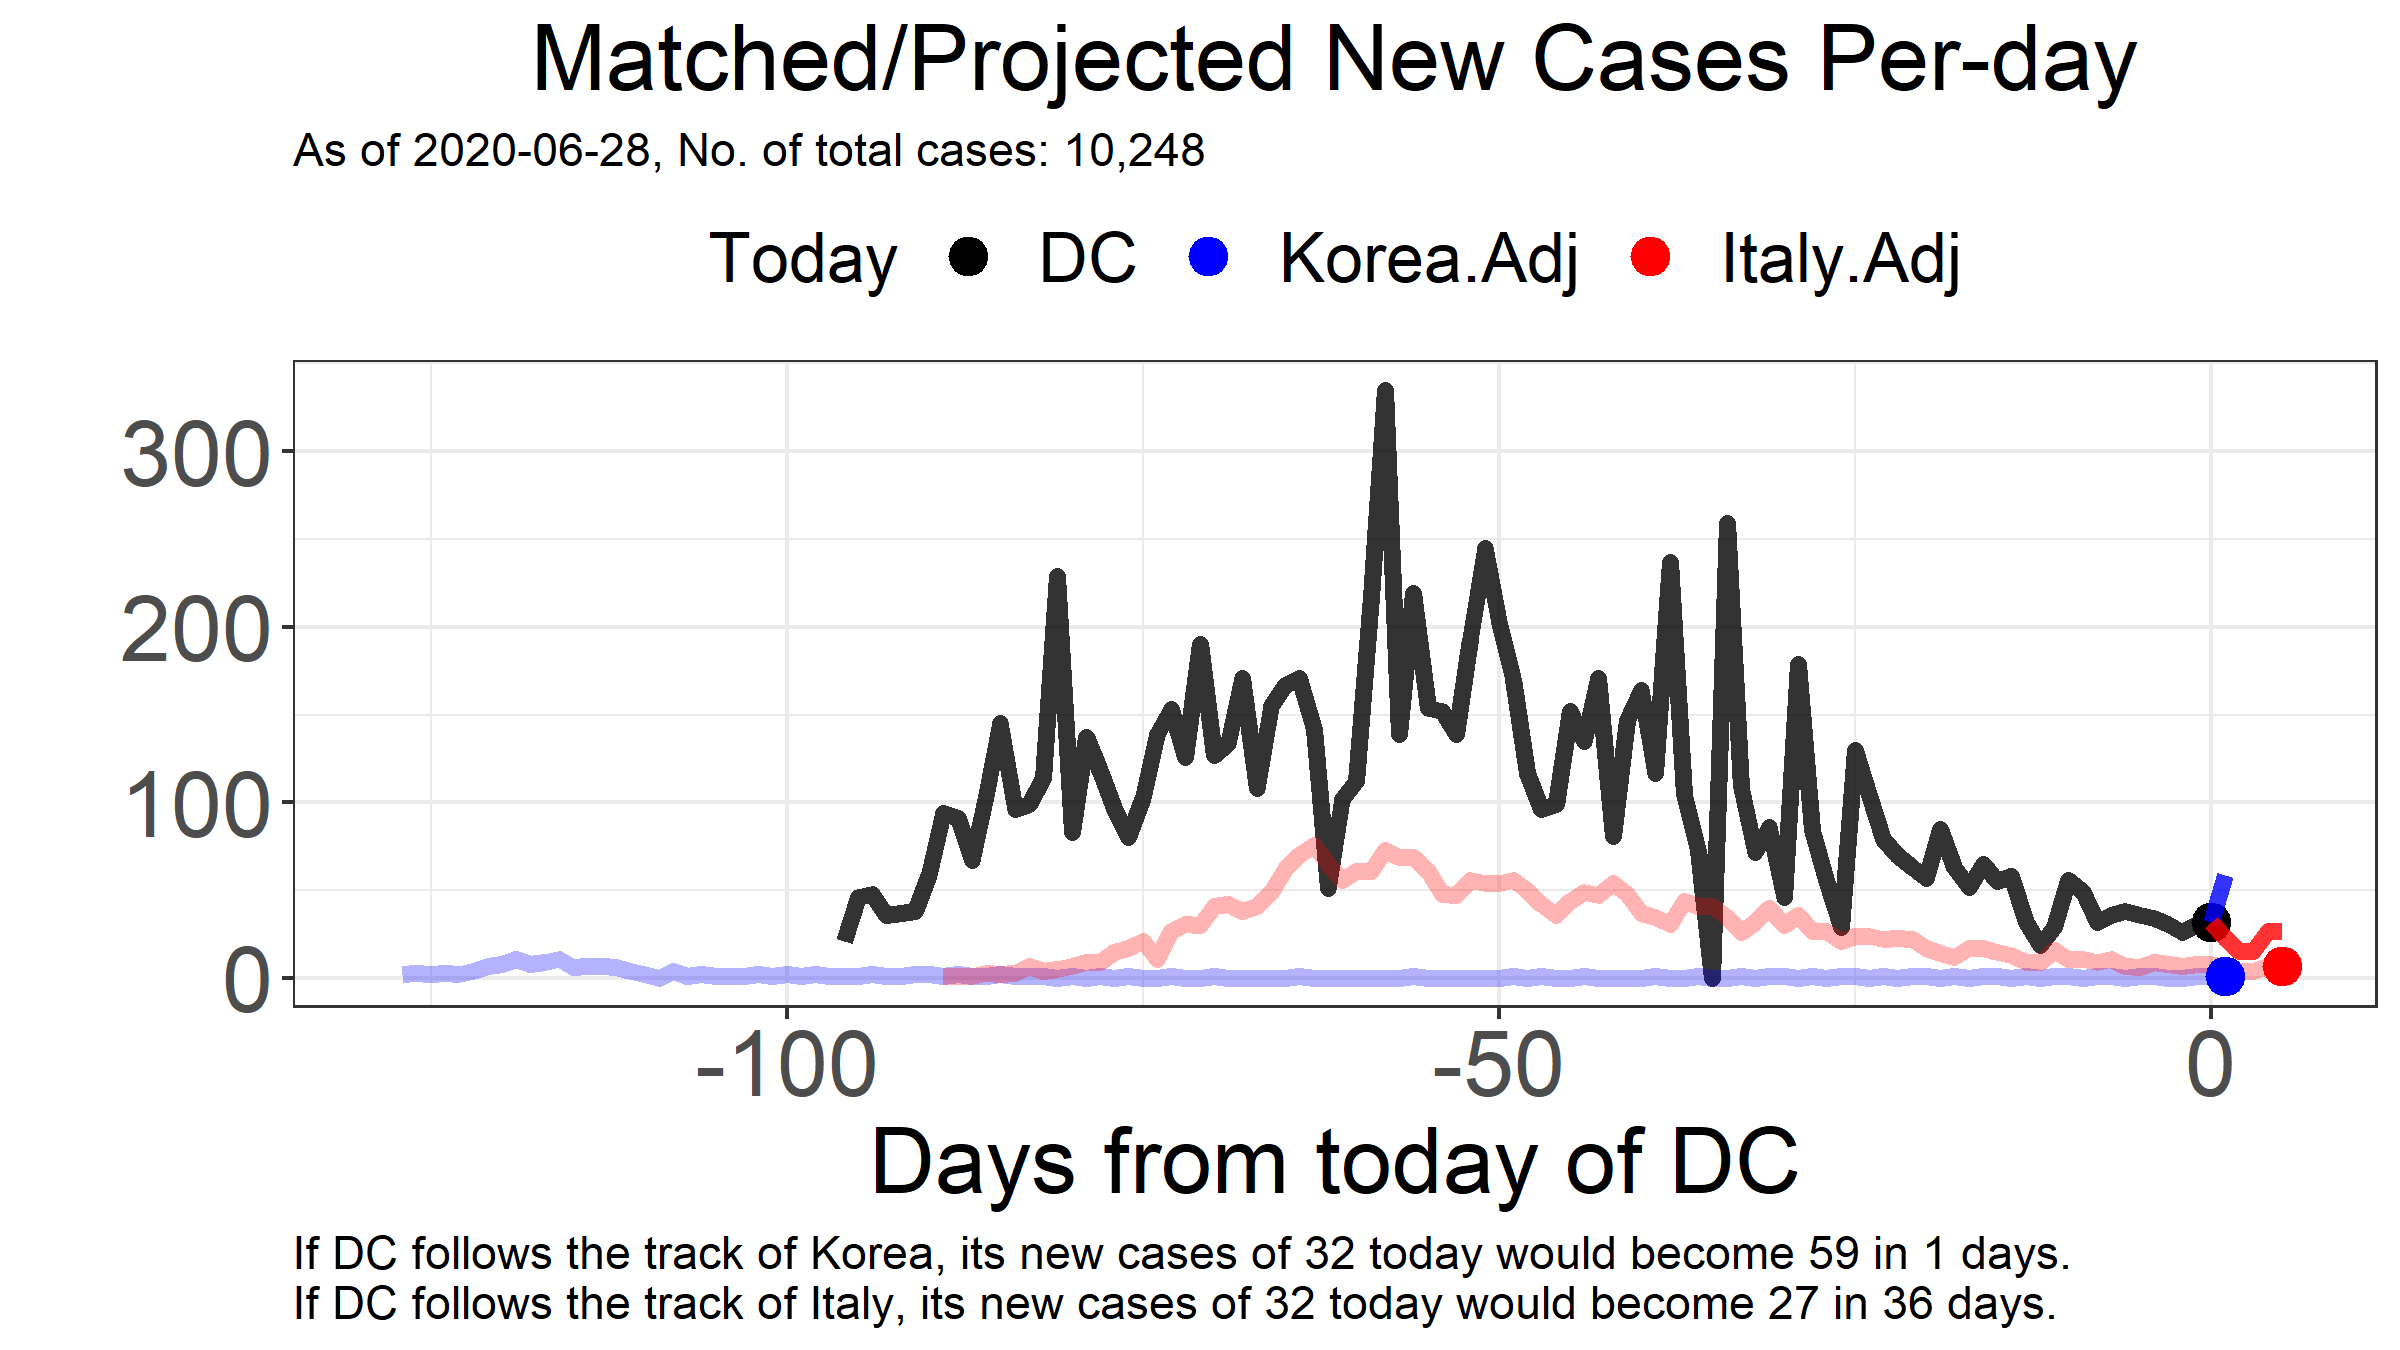 Matched/Projected New Cases Per-day
As of 2020-06-28, No. of total cases: 10,248
Today DC Korea.Adj Italy.Adj
300
200
100
0
-100 -50 0
Days from today of DC
If DC follows the track of Korea, its new cases of 32 today would become 59 in 1 days.
If DC follows the track of Italy, its new cases of 32 today would become 27 in 36 days.